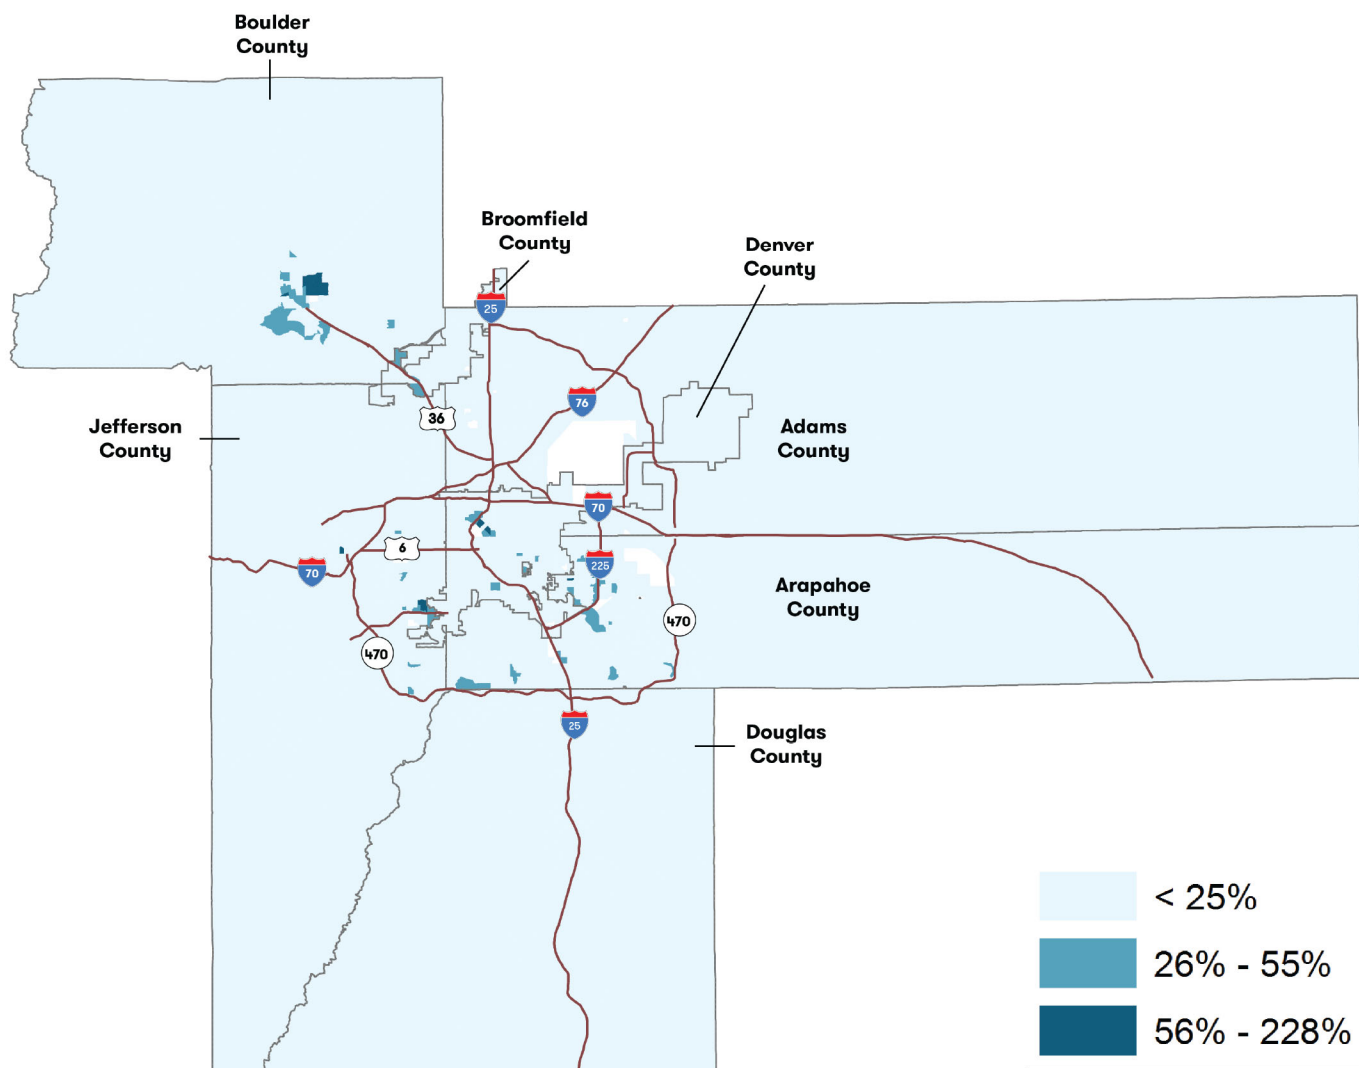 Boulder
County
Broomfield
County
Denver
County
25
76
36
Jefferson
County
Adams
County
70
6
70
225
Arapahoe
County
470
470
25
Douglas
County
< 25%
26% - 55%
56% - 228%